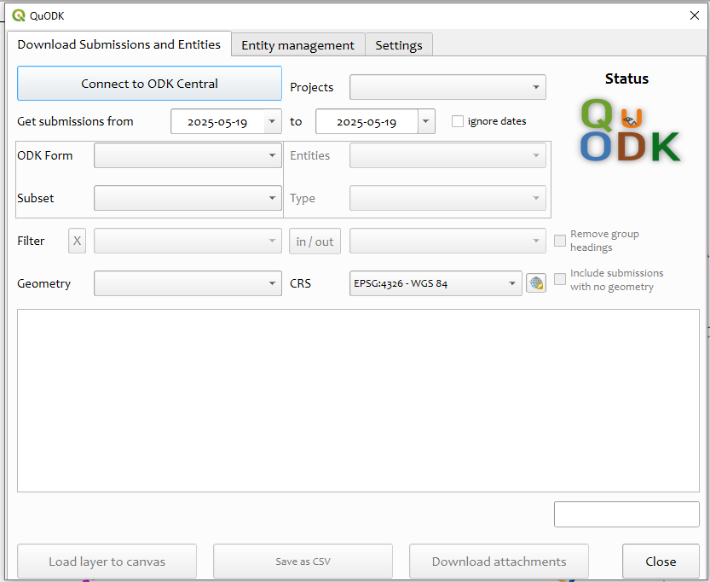 QuODK
Download Submissions and Entities
Entity management
Settings
Connect to ODK Central
Projects
Status
Get submissions from
2025-05-19
to
2025-05-19
ignore dates
Qu
ODK
ODK Form
Entities
Subset
Type
Filter
X
in / out
Remove group
headings
Geometry
CRS
EPSG:4326 - WGS 84
Include submissions
with no geometry
Load layer to canvas
Save as CSV
Download attachments
Close